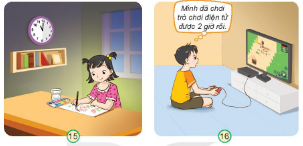 Mình đã chơi
trò chơi điện tử
được 2 giờ rồi.
15
16